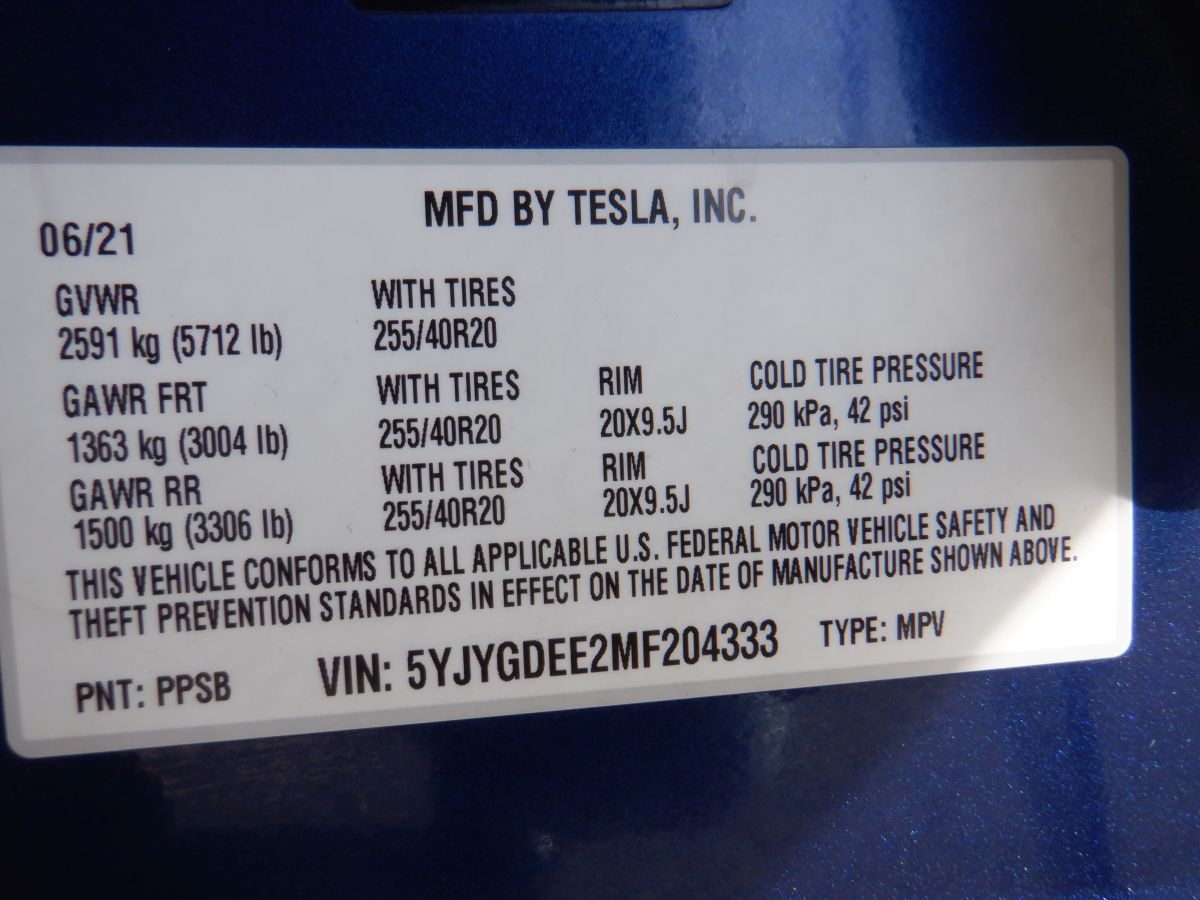 MFD BY TESLA, INC.
06/21
GVWR WITH TIRES
2591 kg (5712 lb) 255/40R20
GAWR FRT WITH TIRES RIM COLD TIRE PRESSURE
1363 kg (3004 lb) 255/40R20 20X9.5J 290 kPa, 42 psi
GAWR RR WITH TIRES RIM COLD TIRE PRESSURE
1500 kg (3306 lb) 255/40R20 20X9.5J 290 kPa, 42 psi
THIS VEHICLE CONFORMS TO ALL APPLICABLE U.S. FEDERAL MOTOR VEHICLE SAFETY AND
THEFT PREVENTION STANDARDS IN EFFECT ON THE DATE OF MANUFACTURE SHOWN ABOVE.
PNT: PPSB VIN: 5YJYGDEE2MF204333 TYPE: MPV